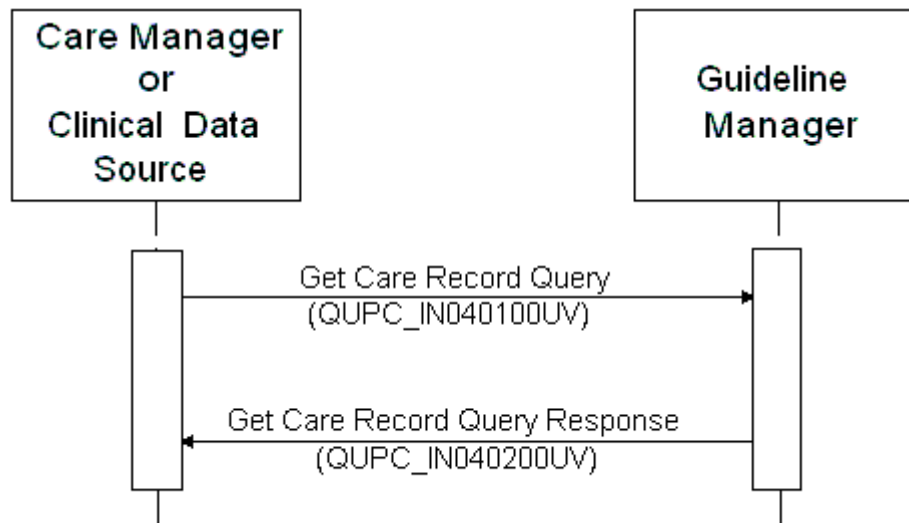 Care Manager
or
Clinical Data
Source
Guideline
Manager
Get Care Record Query
(QUPC_IN040100UV)
Get Care Record Query Response
(QUPC_IN040200UV)